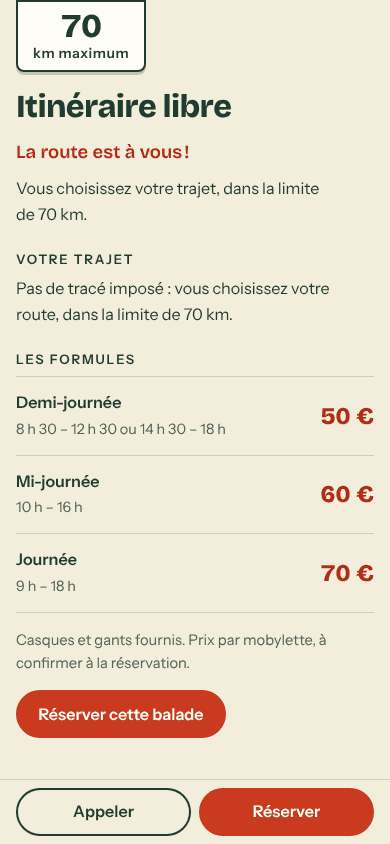 70
km maximum
Itinéraire libre
La route est à vous !
Vous choisissez votre trajet, dans la limite
de 70 km.
VOTRE TRAJET
Pas de tracé imposé : vous choisissez votre
route, dans la limite de 70 km.
LES FORMULES
Demi-journée
8 h 30 – 12 h 30 ou 14 h 30 – 18 h
50 €
Mi-journée
10 h – 16 h
60 €
Journée
9 h – 18 h
70 €
Casques et gants fournis. Prix par mobylette, à
confirmer à la réservation.
Réserver cette balade
Appeler
Réserver